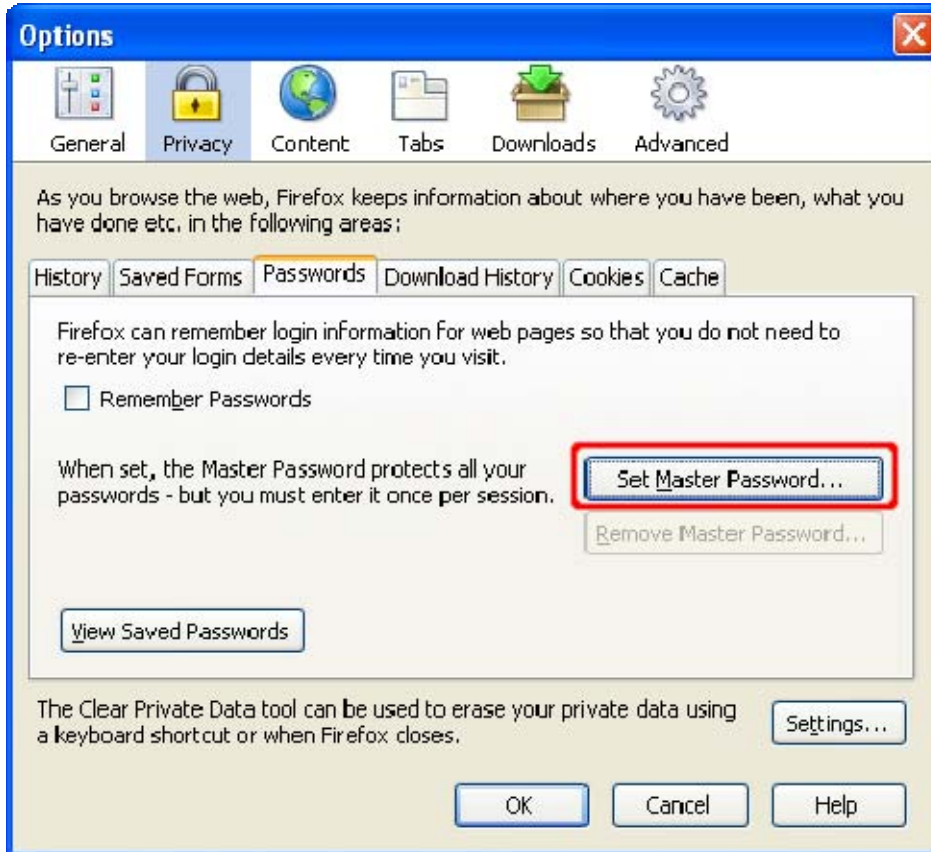 Options
General Privacy Content Tabs Downloads Advanced
As you browse the web, Firefox keeps information about where you have been, what you
have done etc. in the following areas:
History Saved Forms Passwords Download History Cookies Cache
Firefox can remember login information for web pages so that you do not need to
re-enter your login details every time you visit.
Remember Passwords
When set, the Master Password protects all your
passwords - but you must enter it once per session.
Set Master Password...
Remove Master Password...
View Saved Passwords
The Clear Private Data tool can be used to erase your private data using
a keyboard shortcut or when Firefox closes.
Settings...
OK Cancel Help